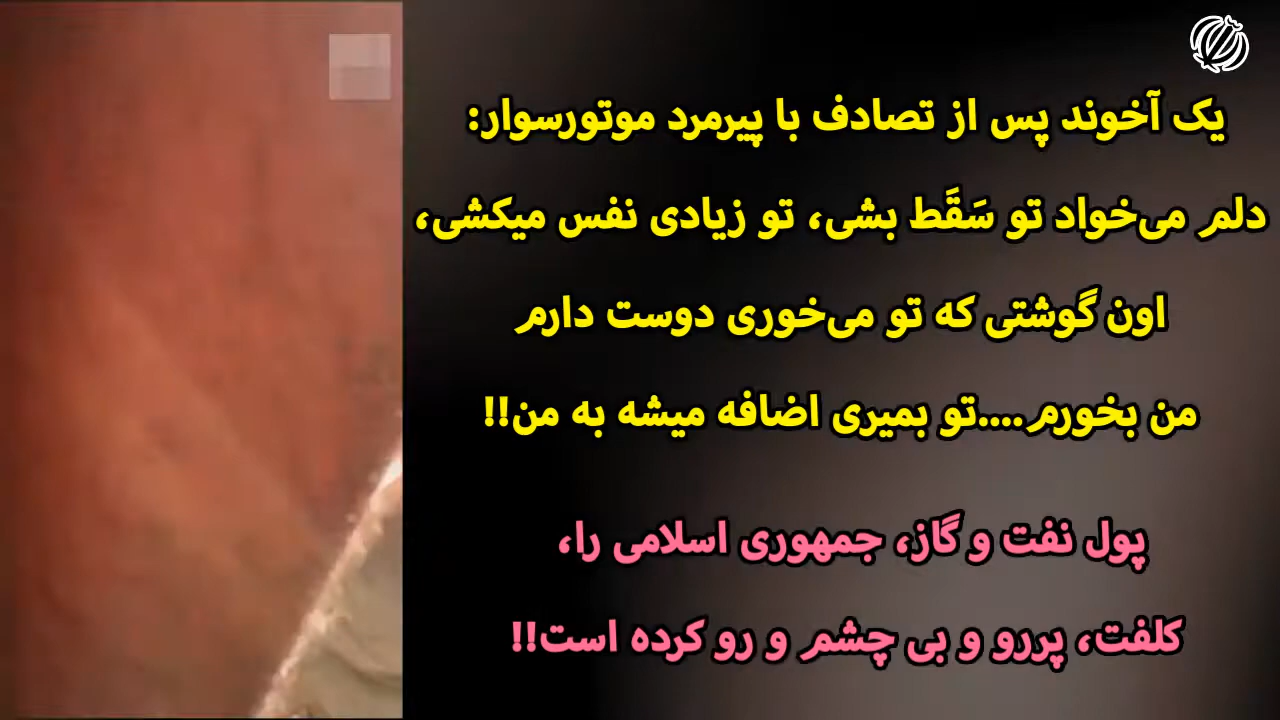 یک آخوند پس از تصادف با پیرمرد موتورسوار:
دلم می‌خواد تو سَقَّط بشی، تو زیادی نفس میکشی،
اون گوشتی که تو می‌خوری دوست دارم
من بخورم....تو بمیری اضافه میشه به من!!
پول نفت و گاز، جمهوری اسلامی را،
کلفت، پررو و بی چشم و رو کرده است!!